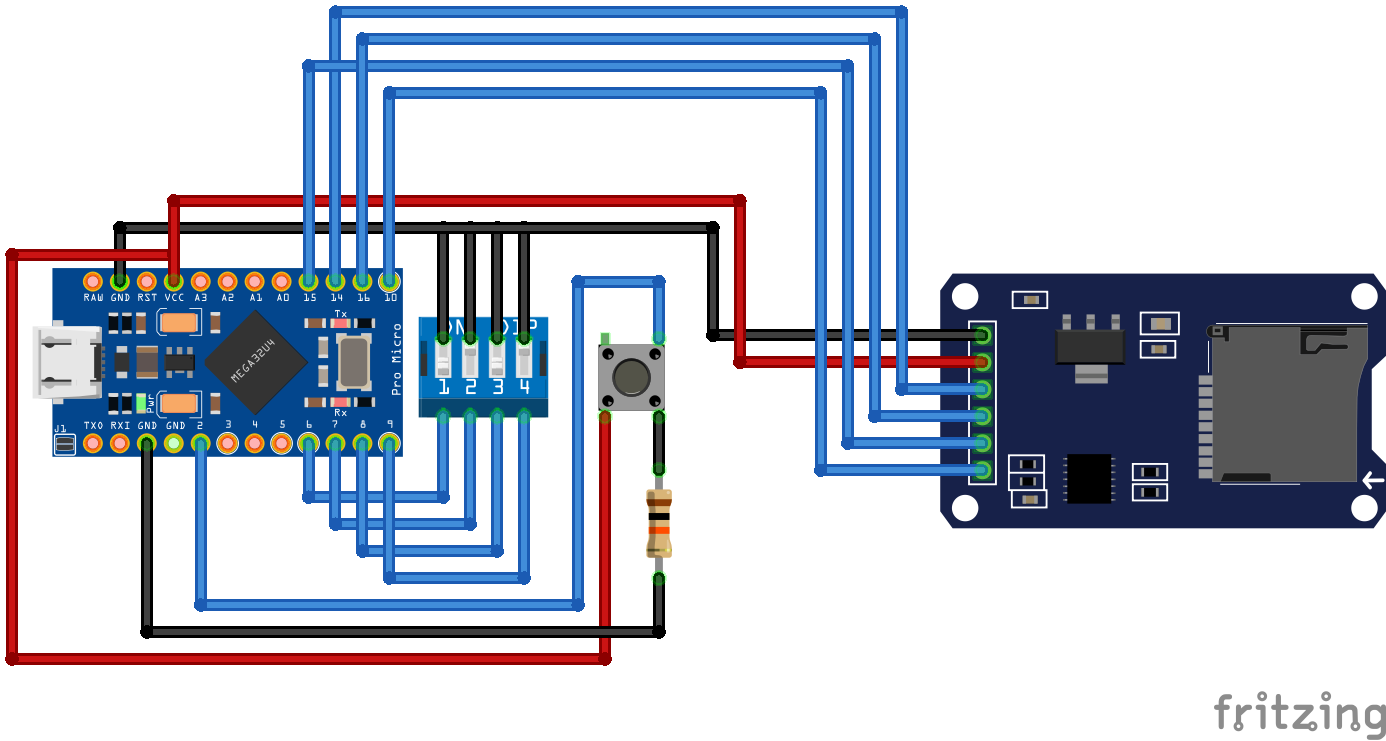 RAW GND RST VCC A3 A2 A1 A0 15 14 16 10
Tx
MEGA32U4
Pro Micro
ON DIP
1 2 3 4
Pwr
Rx
J1
TXO RXI GND GND 2 3 4 5 6 7 8 9
fritzing